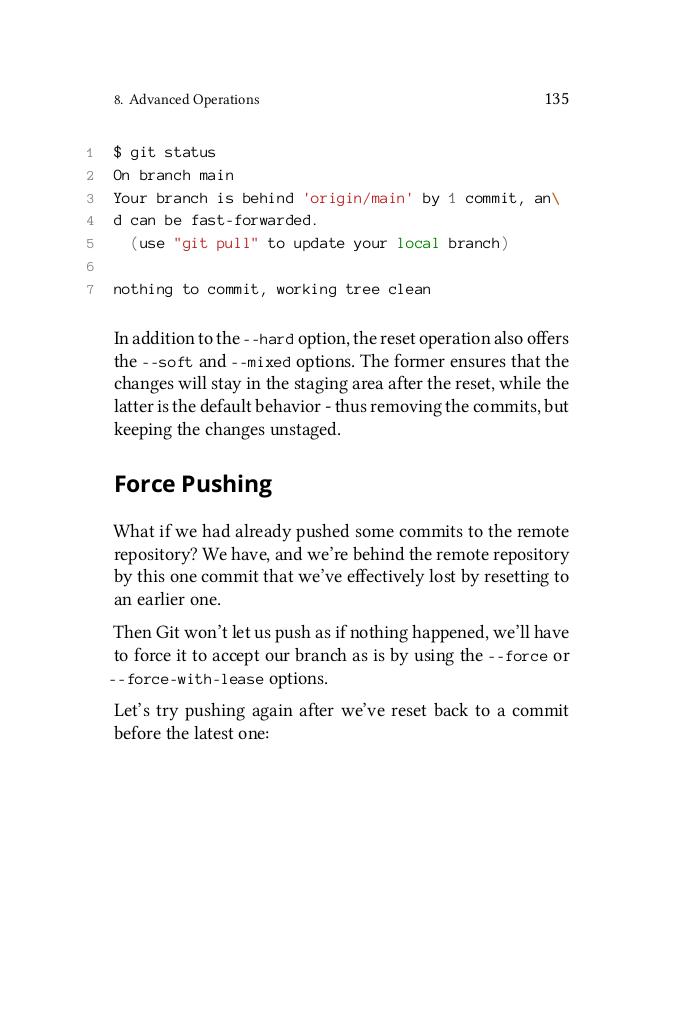 8. Advanced Operations 135
1 $ git status
2 On branch main
3 Your branch is behind 'origin/main' by 1 commit, an\
4 d can be fast-forwarded.
5 (use "git pull" to update your local branch)
6
7 nothing to commit, working tree clean
In addition to the --hard option, the reset operation also offers
the --soft and --mixed options. The former ensures that the
changes will stay in the staging area after the reset, while the
latter is the default behavior - thus removing the commits, but
keeping the changes unstaged.
Force Pushing
What if we had already pushed some commits to the remote
repository? We have, and we’re behind the remote repository
by this one commit that we’ve effectively lost by resetting to
an earlier one.
Then Git won’t let us push as if nothing happened, we’ll have
to force it to accept our branch as is by using the --force or
--force-with-lease options.
Let’s try pushing again after we’ve reset back to a commit
before the latest one: